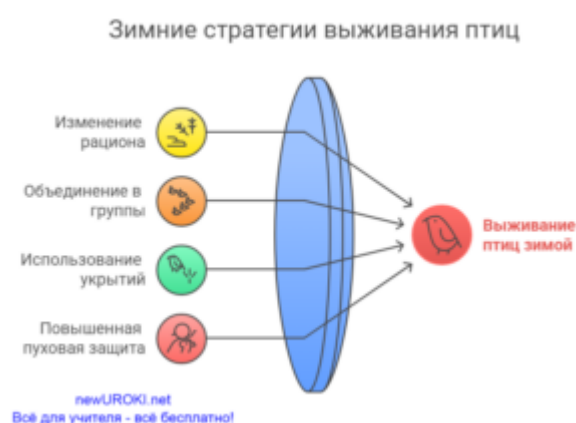 Зимние стратегии выживания птиц
Изменение
рациона
Объединение в
группы
Использование
укрытий
Повышенная
пуховая защита
Выживание
птиц зимой
newUROKI.net
Всё для учителя - всё бесплатно!